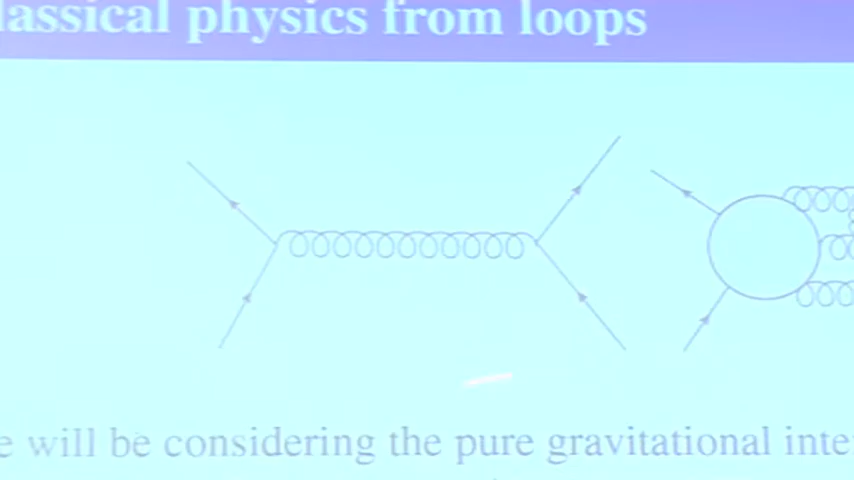 lassical physics from loops
e will be considering the pure gravitational inte